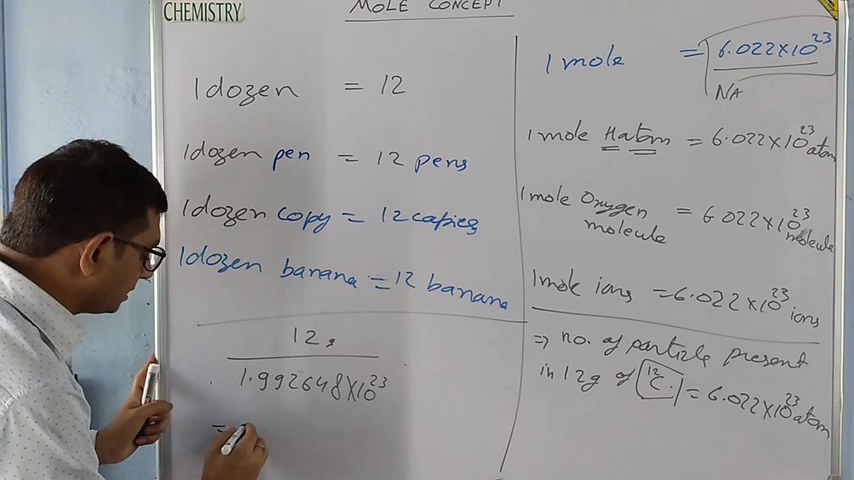 CHEMISTRY
MOLE CONCEPT
1 dozen = 12
1 dozen pen = 12 pens
1 dozen copy = 12 copies
1 dozen banana = 12 banana
12g
1.992648×10²³
=
1 mole = 6.022×10²³
NA
1 mole H atom = 6.022×10²³ atom
1 mole Oxygen molecule = 6.022×10²³ molecule
1 mole ions = 6.022×10²³ ions
⇒ no. of particle present
in 12g of ¹²C. = 6.022×10²³ atom